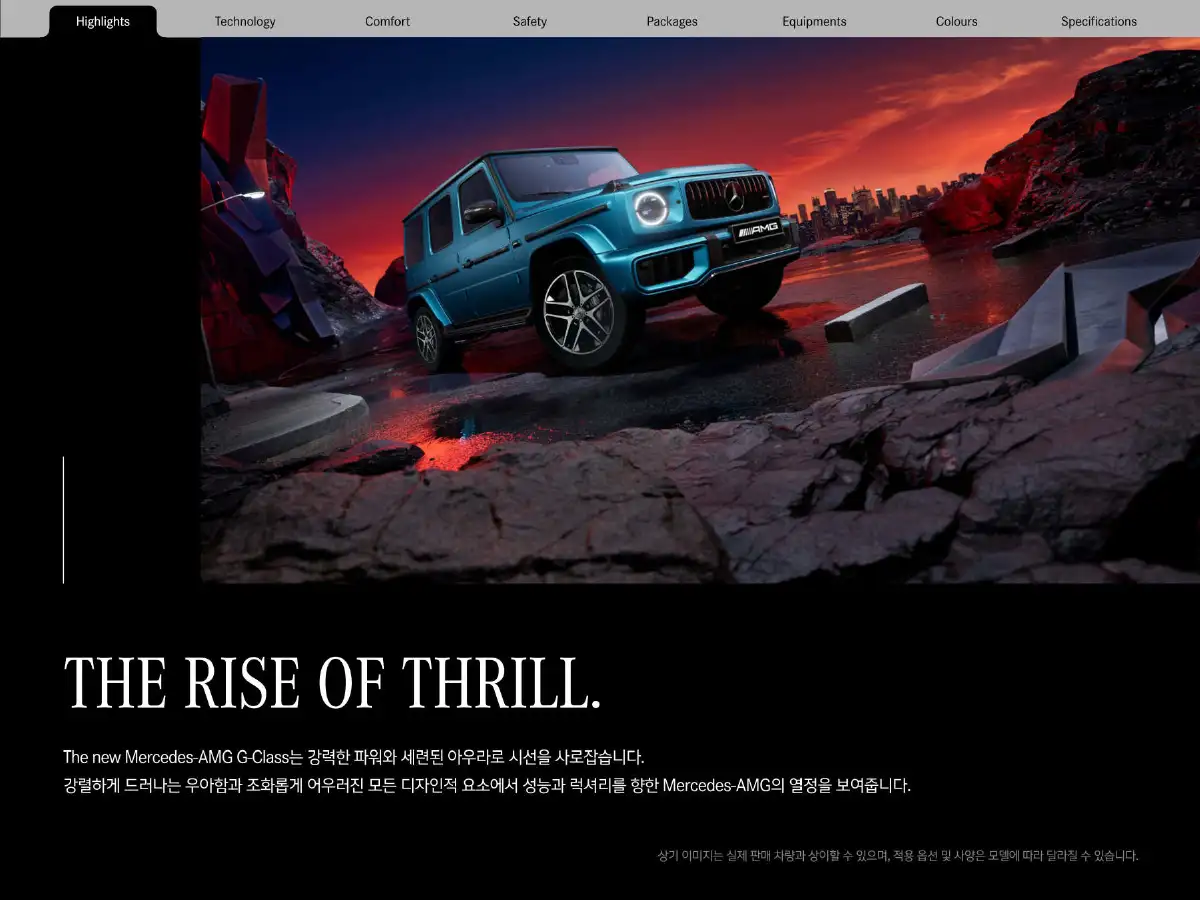 Highlights
Technology
Comfort
Safety
Packages
Equipments
Colours
Specifications
AMG
THE RISE OF THRILL.
The new Mercedes-AMG G-Class는 강력한 파워와 세련된 아우라로 시선을 사로잡습니다.
강렬하게 드러나는 우아함과 조화롭게 어우러진 모든 디자인적 요소에서 성능과 럭셔리를 향한 Mercedes-AMG의 열정을 보여줍니다.
상기 이미지는 실제 판매 차량과 상이할 수 있으며, 적용 옵션 및 사양은 모델에 따라 달라질 수 있습니다.